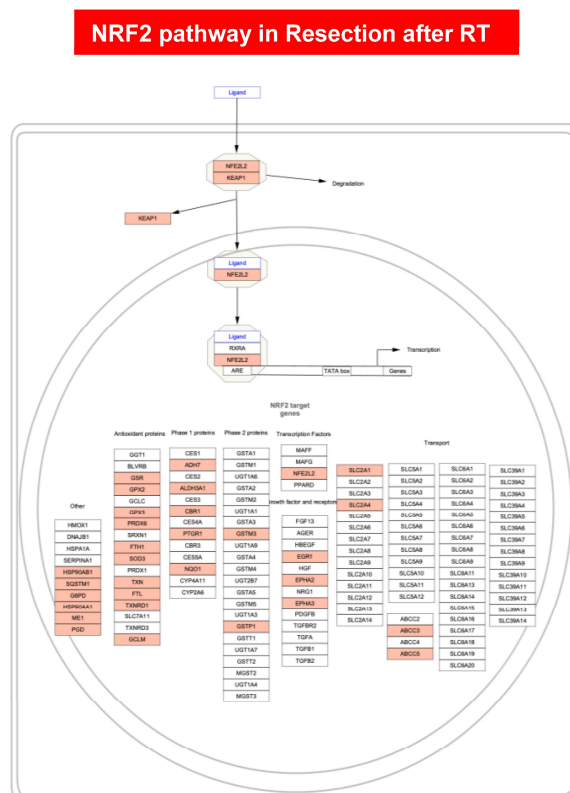 NRF2 pathway in Resection after RT
Ligand
NFE2L2
KEAP1
Degradation
KEAP1
Ligand
NFE2L2
Ligand
RXRA
NFE2L2
ARE
TATA box
Genes
Transcription
NRF2 target
genes
Other
HMOX1
DNAJB1
HSPA1A
SERPINA1
HSP90AB1
SQSTM1
G6PD
HSP90AA1
ME1
PGD
Antioxidant proteins
GGT1
BLVRB
GSR
GPX2
GCLC
GPX3
PRDX6
SRXN1
FTH1
SOD3
PRDX1
TXN
FTL
TXNRD1
SLC7A11
TXNRD3
GCLM
Phase 1 proteins
CES1
ADH7
CES2
ALDH3A1
CES3
CBR1
CES4A
PTGR1
CBR3
CES5A
NQO1
CYP4A11
CYP2A6
Phase 2 proteins
GSTA1
GSTM1
UGT1A6
GSTA2
GSTM2
UGT1A1
GSTA3
GSTM3
UGT1A9
GSTA4
GSTM4
UGT2B7
GSTA5
GSTM5
UGT1A3
GSTP1
GSTT1
UGT1A7
GSTT2
MGST2
UGT1A4
MGST3
Transcription Factors
MAFF
MAFG
NFE2L2
PPARD
Growth factor and receptors
FGF13
AGER
HBEGF
EGR1
HGF
EPHA2
NRG1
EPHA3
PDGFB
TGFBR2
TGFA
TGFB1
TGFB2
Transport
SLC2A1
SLC2A2
SLC2A3
SLC2A4
SLC2A5
SLC2A6
SLC2A7
SLC2A8
SLC2A9
SLC2A10
SLC2A11
SLC2A12
SLC2A13
SLC2A14
SLC5A1
SLC5A2
SLC5A3
SLC5A4
SLC5A5
SLC5A6
SLC5A7
SLC5A8
SLC5A9
SLC5A10
SLC5A11
SLC5A12
ABCC2
ABCC3
ABCC4
ABCC5
SLC6A1
SLC6A2
SLC6A3
SLC6A4
SLC6A5
SLC6A6
SLC6A7
SLC6A8
SLC6A9
SLC6A11
SLC6A13
SLC6A14
SLC6A15
SLC6A16
SLC6A17
SLC6A18
SLC6A19
SLC6A20
SLC39A1
SLC39A2
SLC39A3
SLC39A4
SLC39A5
SLC39A6
SLC39A7
SLC39A8
SLC39A9
SLC39A10
SLC39A11
SLC39A12
SLC39A13
SLC39A14